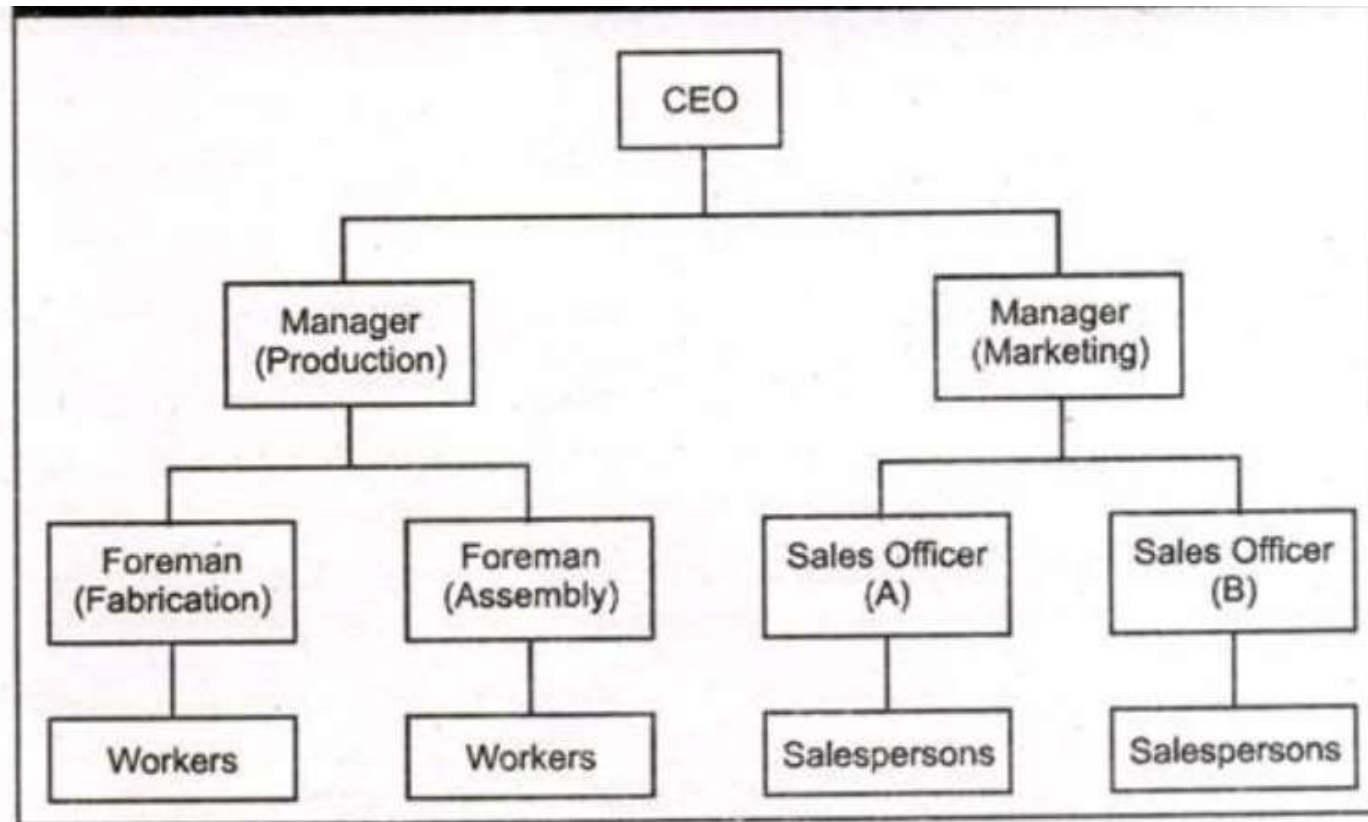 CEO
Manager
(Production)
Manager
(Marketing)
Foreman
(Fabrication)
Foreman
(Assembly)
Sales Officer
(A)
Sales Officer
(B)
Workers
Workers
Salespersons
Salespersons